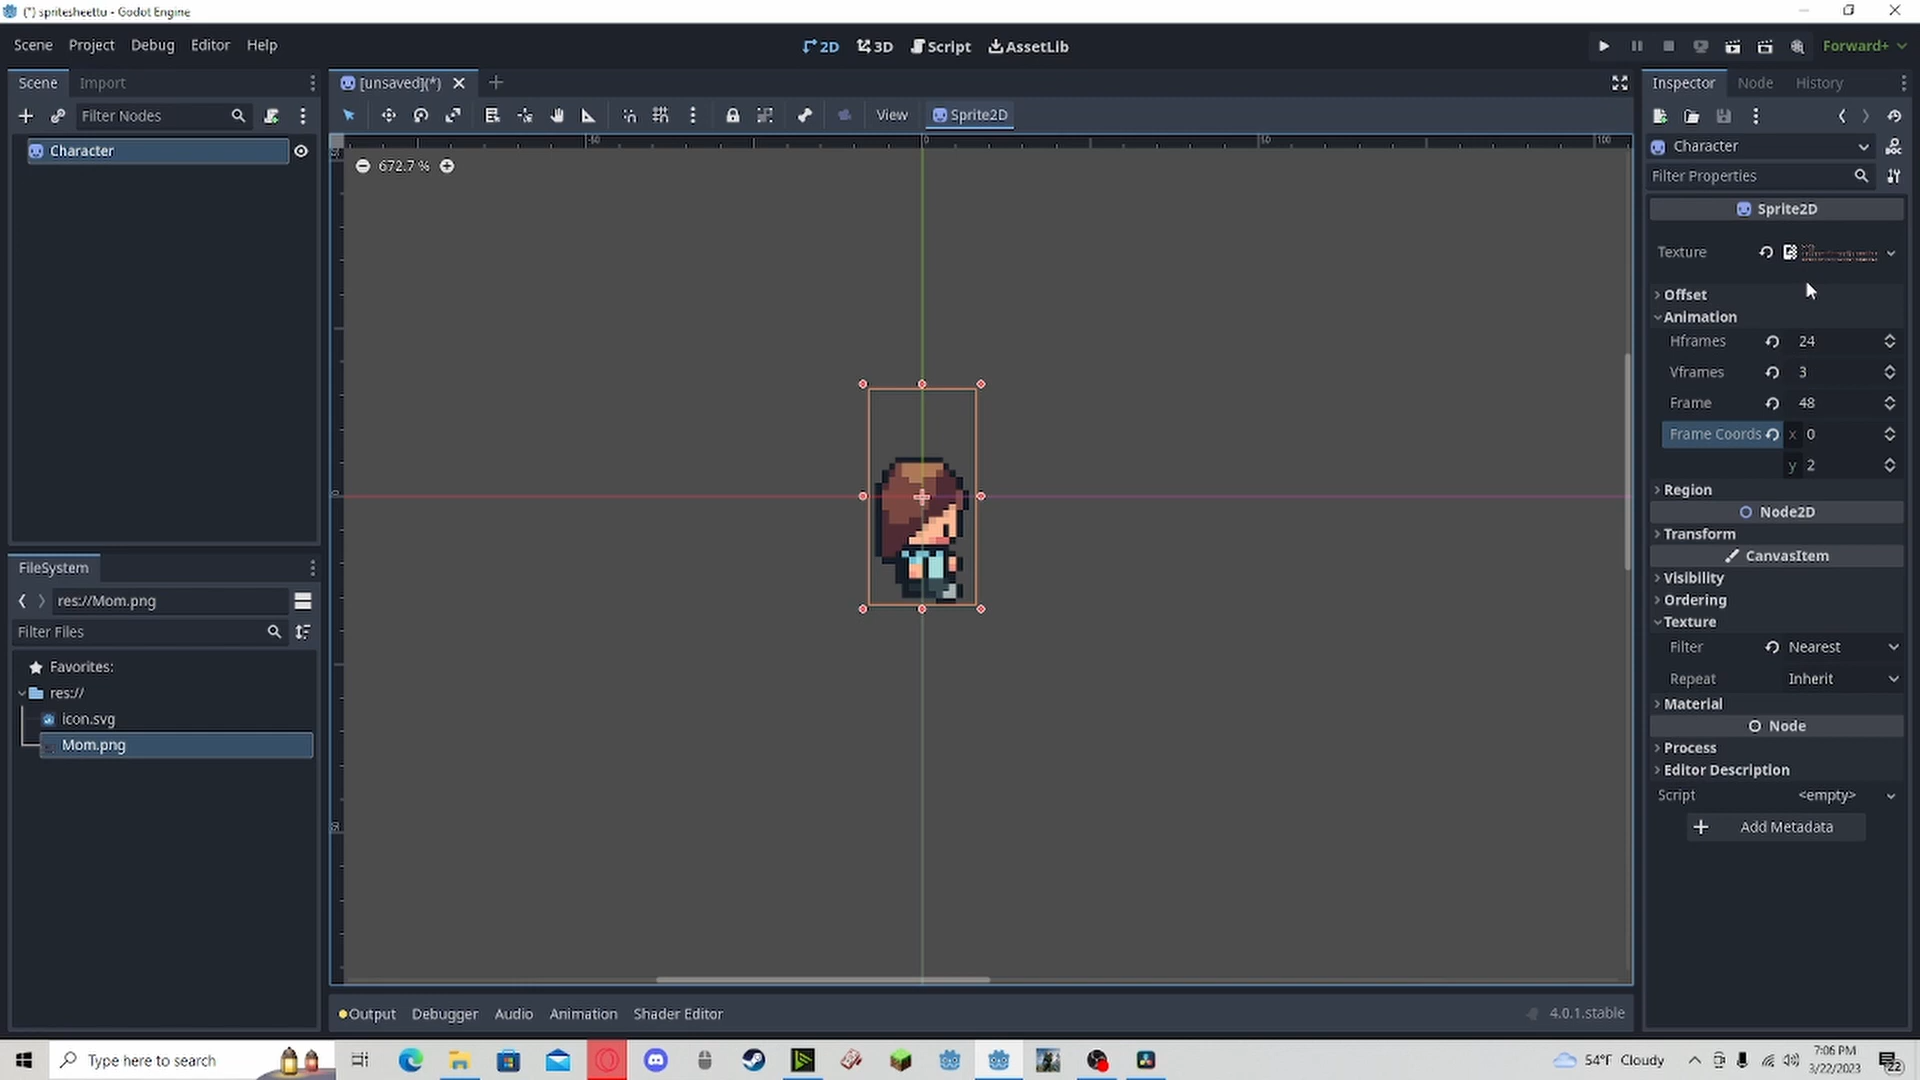 (*) spritesheettu - Godot Engine
Scene Project Debug Editor Help
2D 3D Script AssetLib
Forward+
Scene Import
[unsaved](*)
Inspector Node History
Filter Nodes
View Sprite2D
Character
672.7 %
-50 0 50 100
Character
Filter Properties
Sprite2D
Texture
Offset
Animation
Hframes 24
Vframes 3
Frame 48
Frame Coords x 0
y 2
Region
Node2D
Transform
CanvasItem
Visibility
Ordering
Texture
Filter Nearest
Repeat Inherit
Material
Node
Process
Editor Description
Script <empty>
Add Metadata
FileSystem
res://Mom.png
Filter Files
Favorites:
res://
icon.svg
Mom.png
Output Debugger Audio Animation Shader Editor
4.0.1.stable
Type here to search
54°F Cloudy
7:06 PM
3/22/2023
22